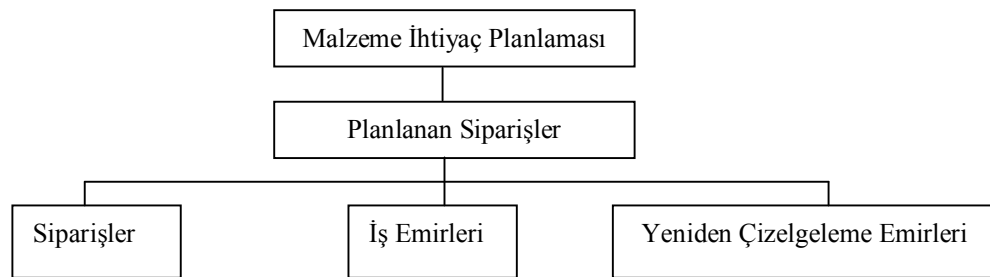 Malzeme İhtiyaç Planlaması
Planlanan Siparişler
Siparişler
İş Emirleri
Yeniden Çizelgeleme Emirleri